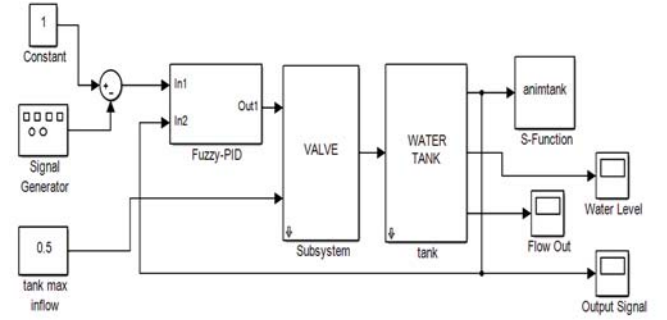 1
Constant
Signal
Generator
0.5
tank max
inflow
+
−
In1
In2
Out1
Fuzzy-PID
VALVE
Subsystem
WATER
TANK
tank
animtank
S-Function
Water Level
Flow Out
Output Signal